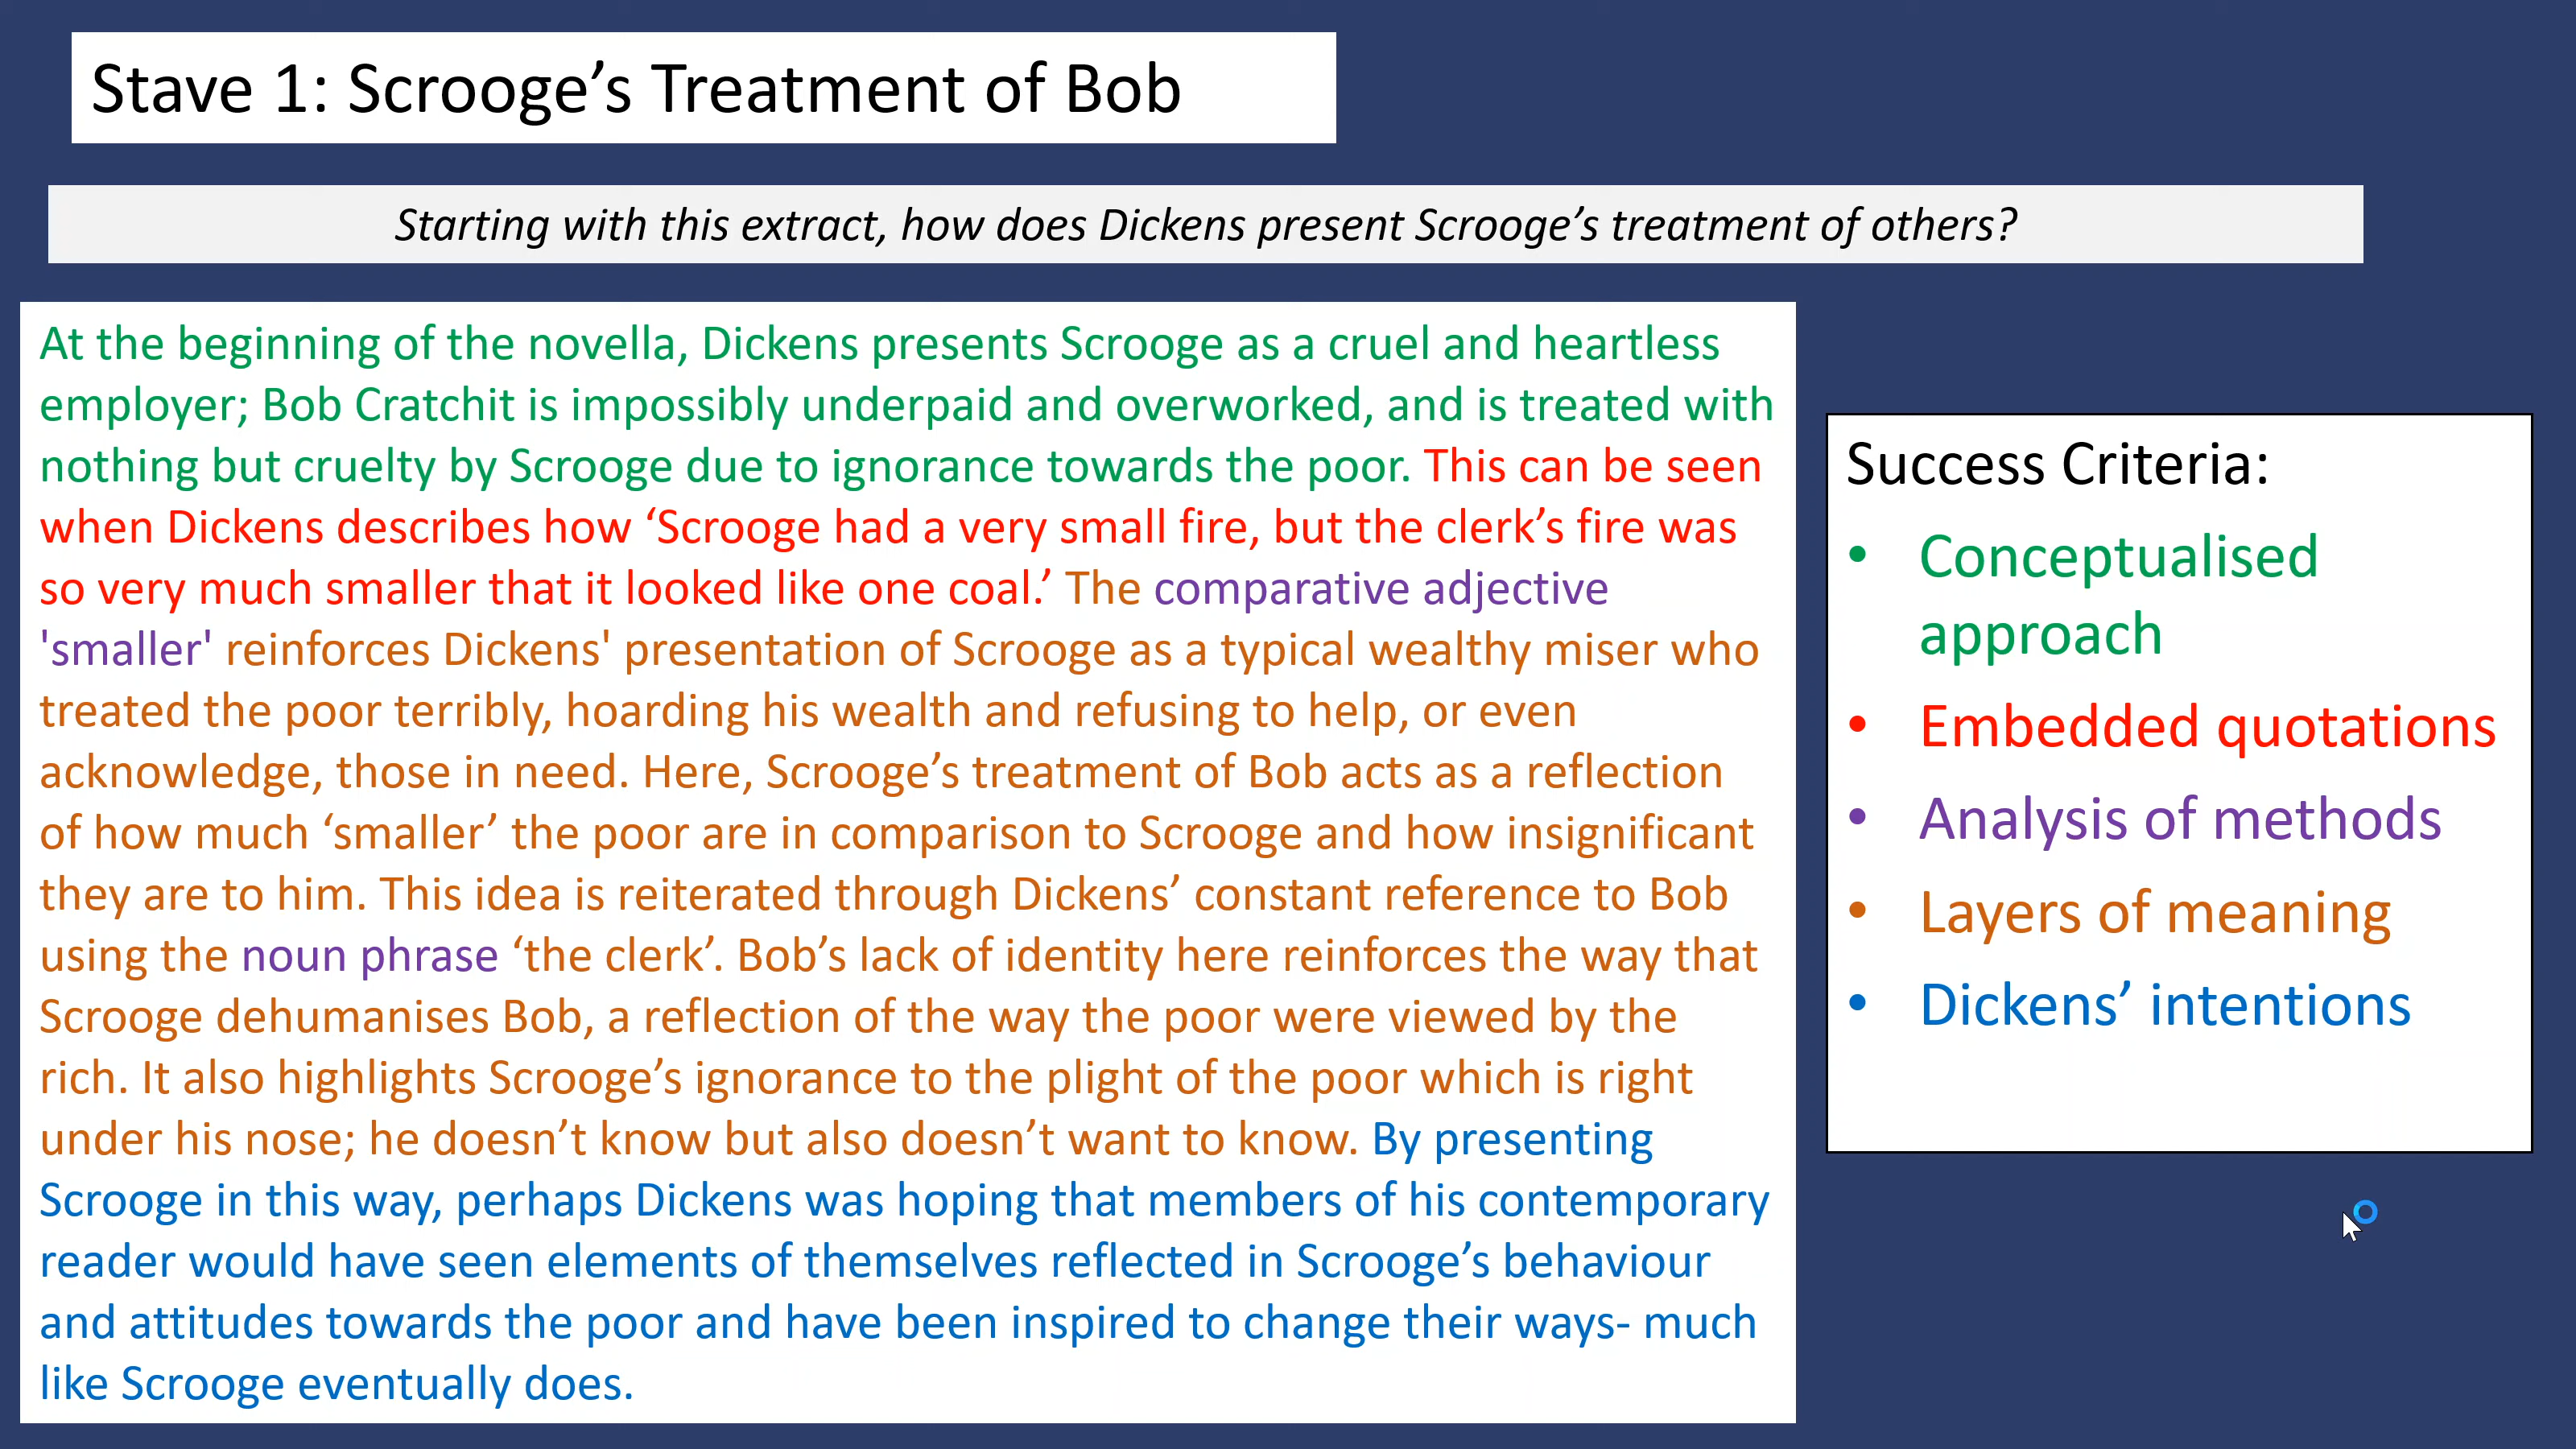 Stave 1: Scrooge’s Treatment of Bob
Starting with this extract, how does Dickens present Scrooge’s treatment of others?
At the beginning of the novella, Dickens presents Scrooge as a cruel and heartless
employer; Bob Cratchit is impossibly underpaid and overworked, and is treated with
nothing but cruelty by Scrooge due to ignorance towards the poor. This can be seen
when Dickens describes how ‘Scrooge had a very small fire, but the clerk’s fire was
so very much smaller that it looked like one coal.’ The comparative adjective
'smaller' reinforces Dickens' presentation of Scrooge as a typical wealthy miser who
treated the poor terribly, hoarding his wealth and refusing to help, or even
acknowledge, those in need. Here, Scrooge’s treatment of Bob acts as a reflection
of how much ‘smaller’ the poor are in comparison to Scrooge and how insignificant
they are to him. This idea is reiterated through Dickens’ constant reference to Bob
using the noun phrase ‘the clerk’. Bob’s lack of identity here reinforces the way that
Scrooge dehumanises Bob, a reflection of the way the poor were viewed by the
rich. It also highlights Scrooge’s ignorance to the plight of the poor which is right
under his nose; he doesn’t know but also doesn’t want to know. By presenting
Scrooge in this way, perhaps Dickens was hoping that members of his contemporary
reader would have seen elements of themselves reflected in Scrooge’s behaviour
and attitudes towards the poor and have been inspired to change their ways- much
like Scrooge eventually does.
Success Criteria:
• Conceptualised
approach
• Embedded quotations
• Analysis of methods
• Layers of meaning
• Dickens’ intentions